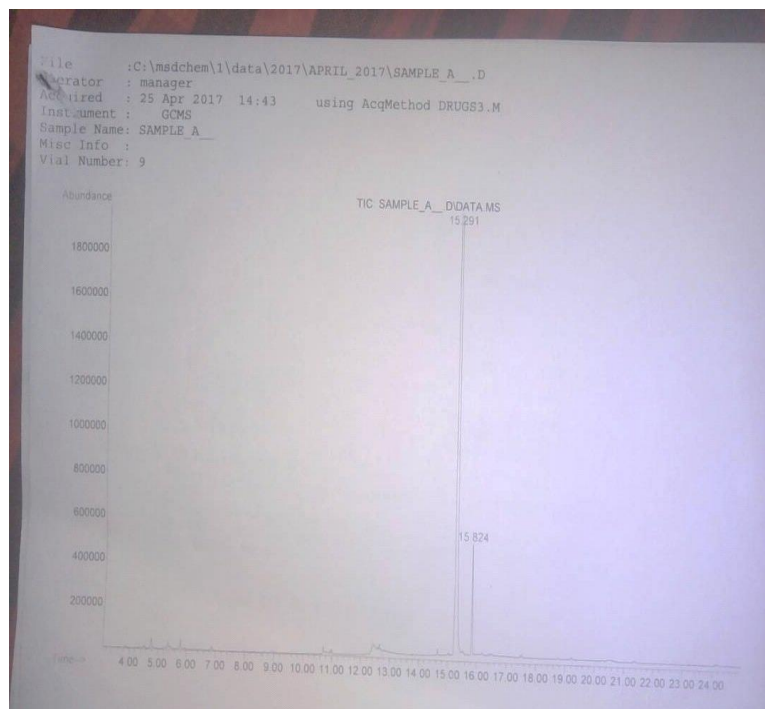 File :C:\msdchem\1\data\2017\APRIL_2017\SAMPLE_A__.D
: manager
Acquired : 25 Apr 2017 14:43 using AcqMethod DRUGS3.M
Instrument : GCMS
Sample Name: SAMPLE_A__
Misc Info :
Vial Number: 9
Abundance
TIC SAMPLE_A__.D\DATA.MS
15.291
1800000
1600000
1400000
1200000
1000000
800000
600000
15.824
400000
200000
4.00 5.00 6.00 7.00 8.00 9.00 10.00 11.00 12.00 13.00 14.00 15.00 16.00 17.00 18.00 19.00 20.00 21.00 22.00 23.00 24.00